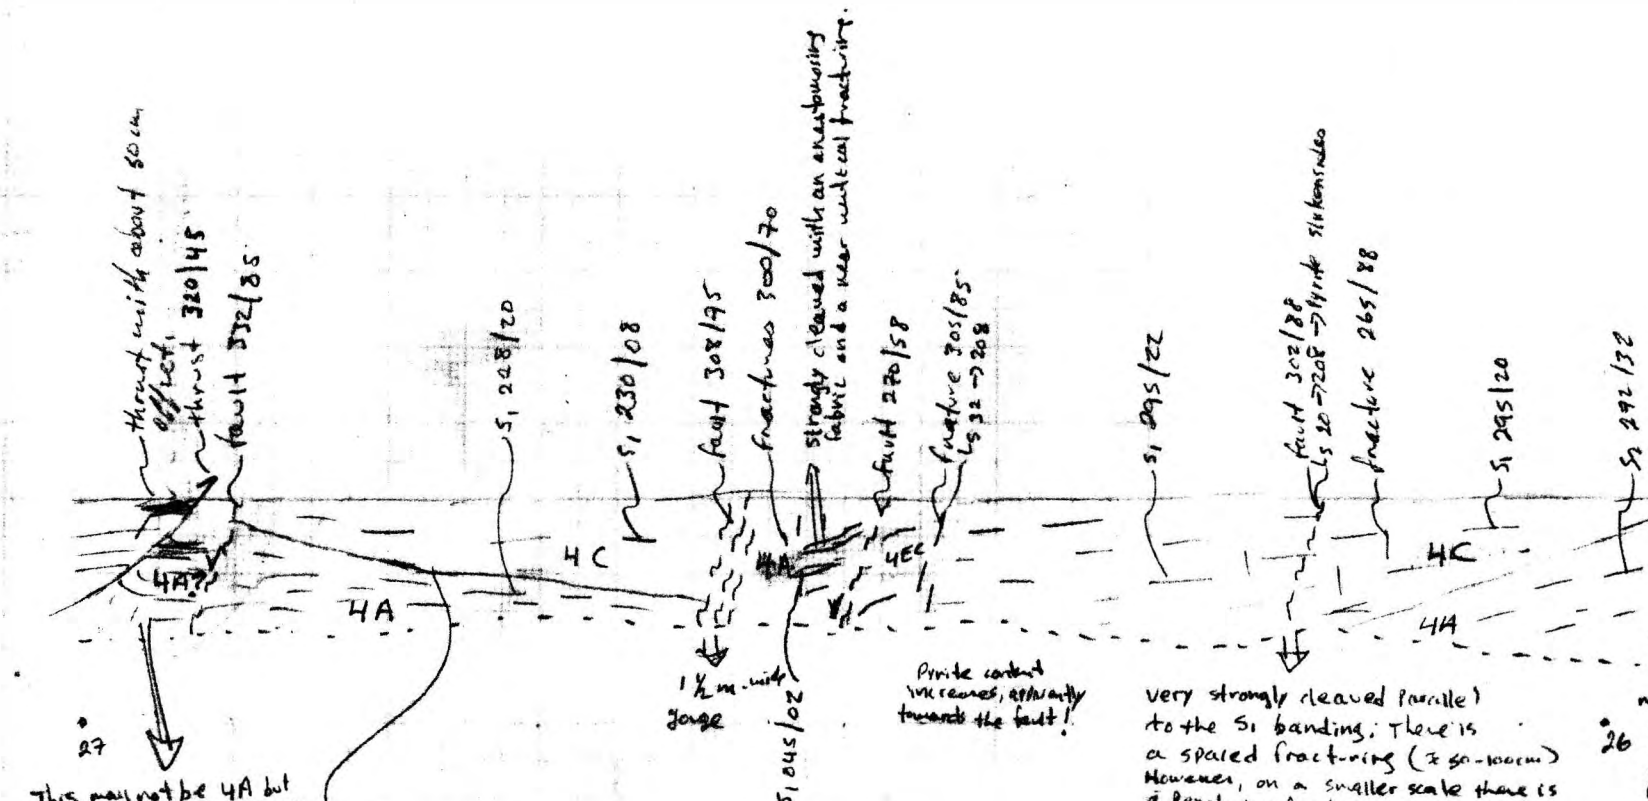 thrust with about 50 cm
offset.
thrust 320/45
fault 332/85
S1 228/20
S1 230/08
fault 308/75
fractures 300/70
strongly cleaved with an anastomosing
fabric and a near vertical fracturing.
fault 270/58
fracture 305/85
Ls 32→208
S1 295/22
fault 302/88
Ls 20→208→Pyrite slikensides
fracture 265/88
S1 295/20
292/32
4A?
4A
4C
4A
4EC
4C
4A
1 1/2 m-wide
gouge
S1 045/02
Pyrite content
increases, apparently
towards the fault!
27
26
very strongly cleaved parallel
to the S1 banding. There is
a spaced fracturing (± 50-100cm)
However, on a smaller scale there is
This may not be 4A but